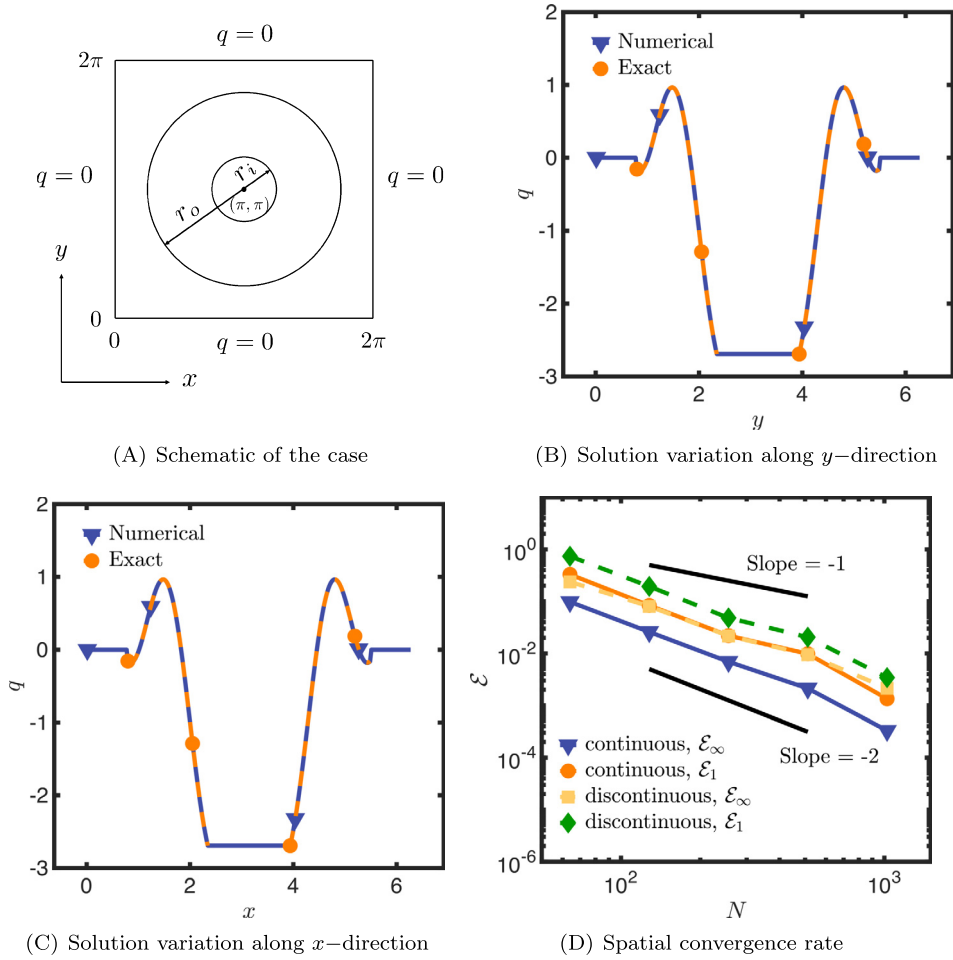 q = 0
2π
q = 0
q = 0
r_i
(π, π)
r_o
y
0
0
q = 0
2π
x
(A) Schematic of the case
2
Numerical
Exact
1
0
q
-1
-2
-3
0
2
4
6
y
(B) Solution variation along y−direction
2
Numerical
Exact
1
0
q
-1
-2
-3
0
2
4
6
x
(C) Solution variation along x−direction
10^0
Slope = -1
10^-2
ℰ
Slope = -2
10^-4
continuous, ℰ_∞
continuous, ℰ_1
discontinuous, ℰ_∞
discontinuous, ℰ_1
10^-6
10^2
10^3
N
(D) Spatial convergence rate